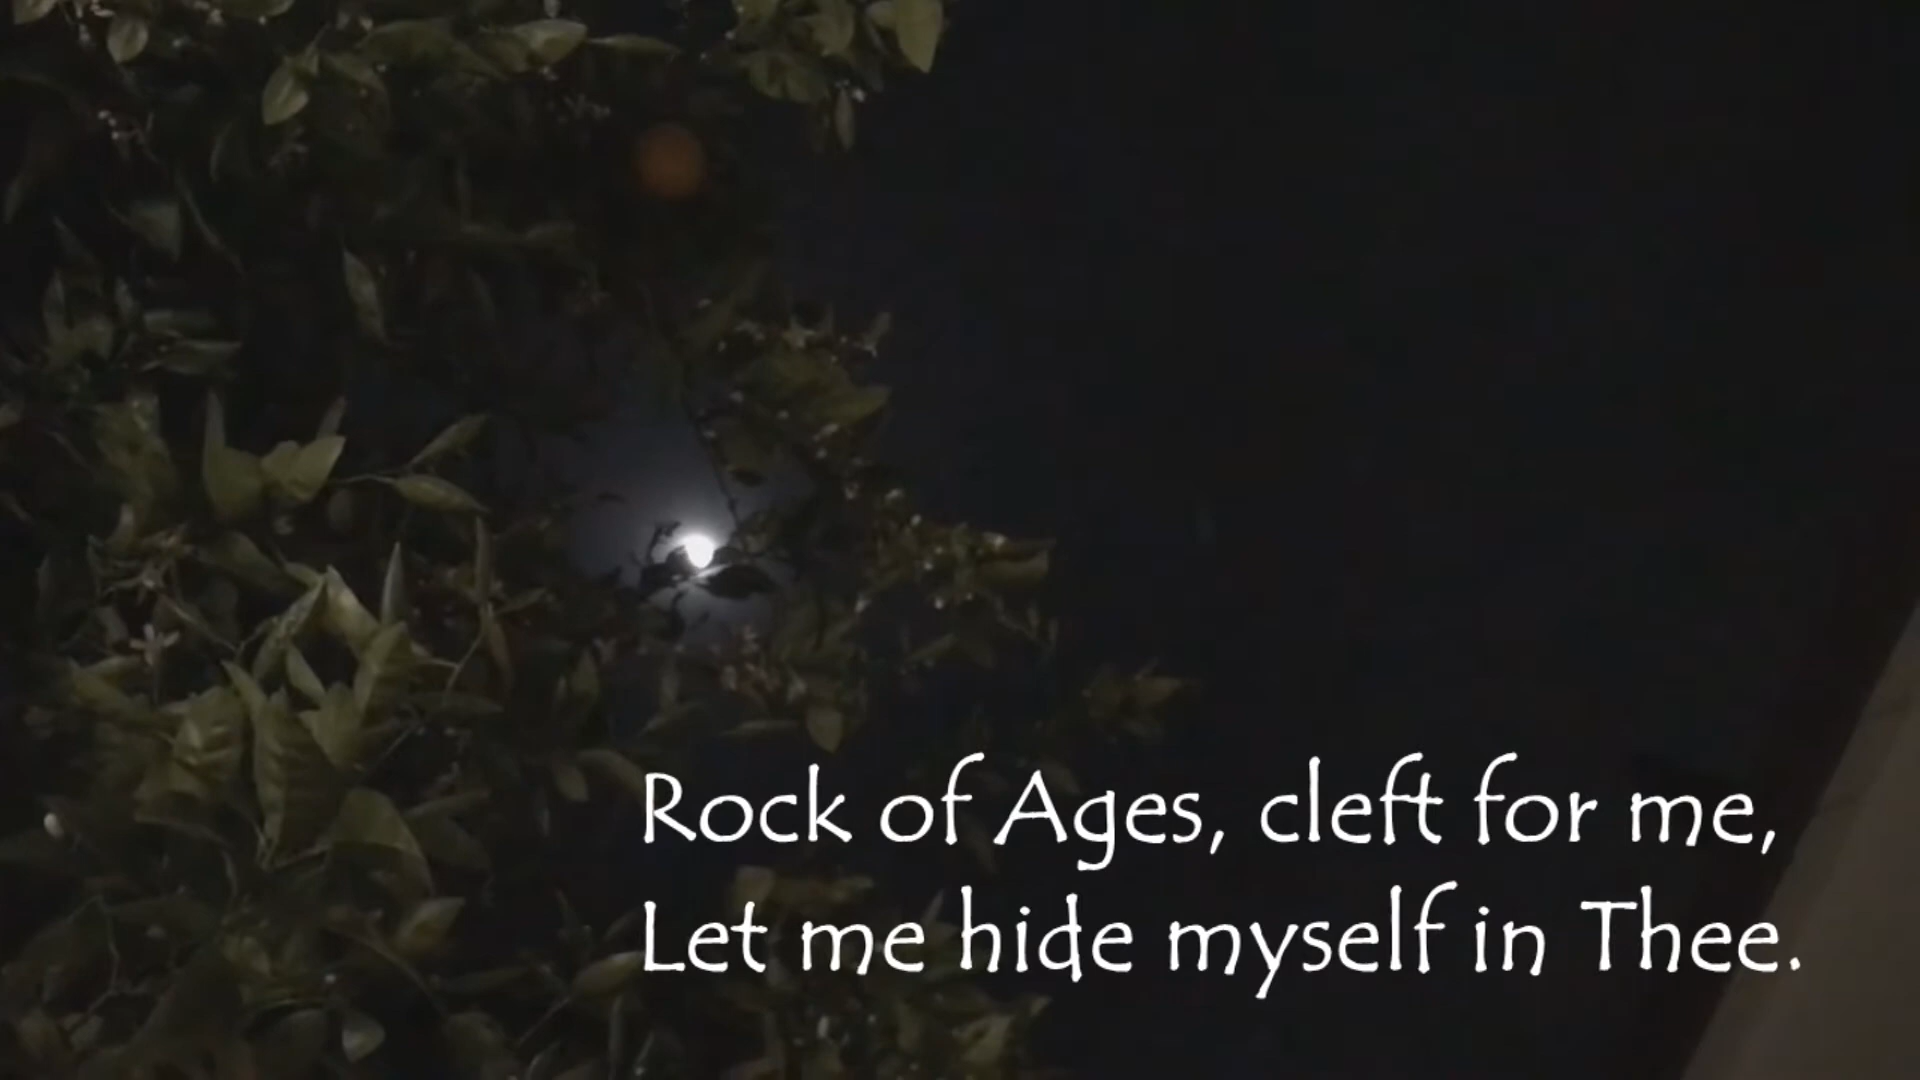 Rock of Ages, cleft for me,
Let me hide myself in Thee.